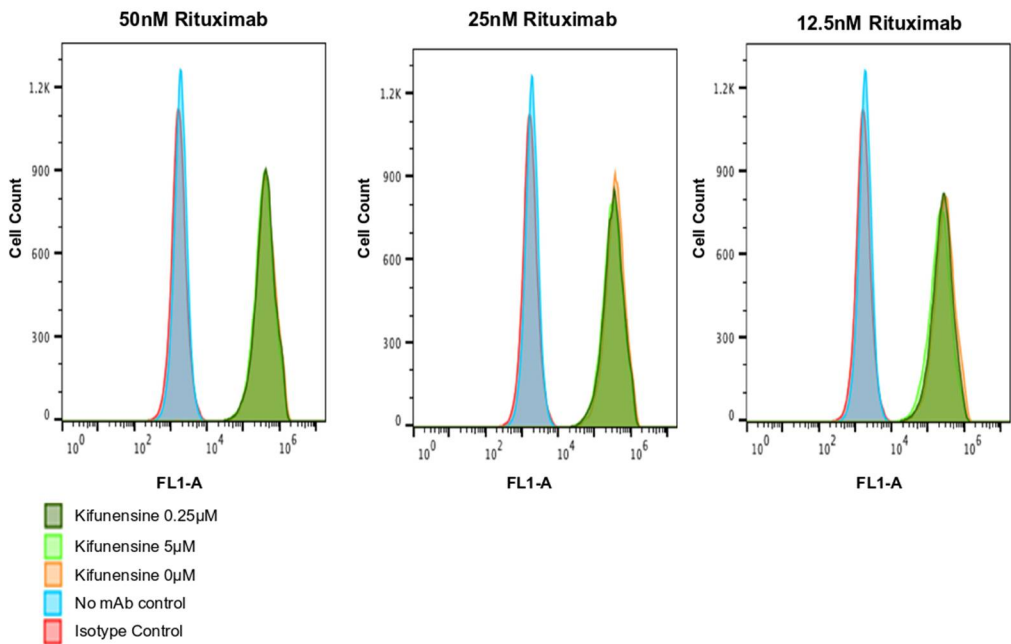 50nM Rituximab
25nM Rituximab
12.5nM Rituximab
Cell Count
1.2K
900
600
300
0
10^0
10^2
10^4
10^6
FL1-A
Cell Count
1.2K
900
600
300
0
10^0
10^2
10^4
10^6
FL1-A
Cell Count
1.2K
900
600
300
0
10^0
10^2
10^4
10^6
FL1-A
Kifunensine 0.25µM
Kifunensine 5µM
Kifunensine 0µM
No mAb control
Isotype Control